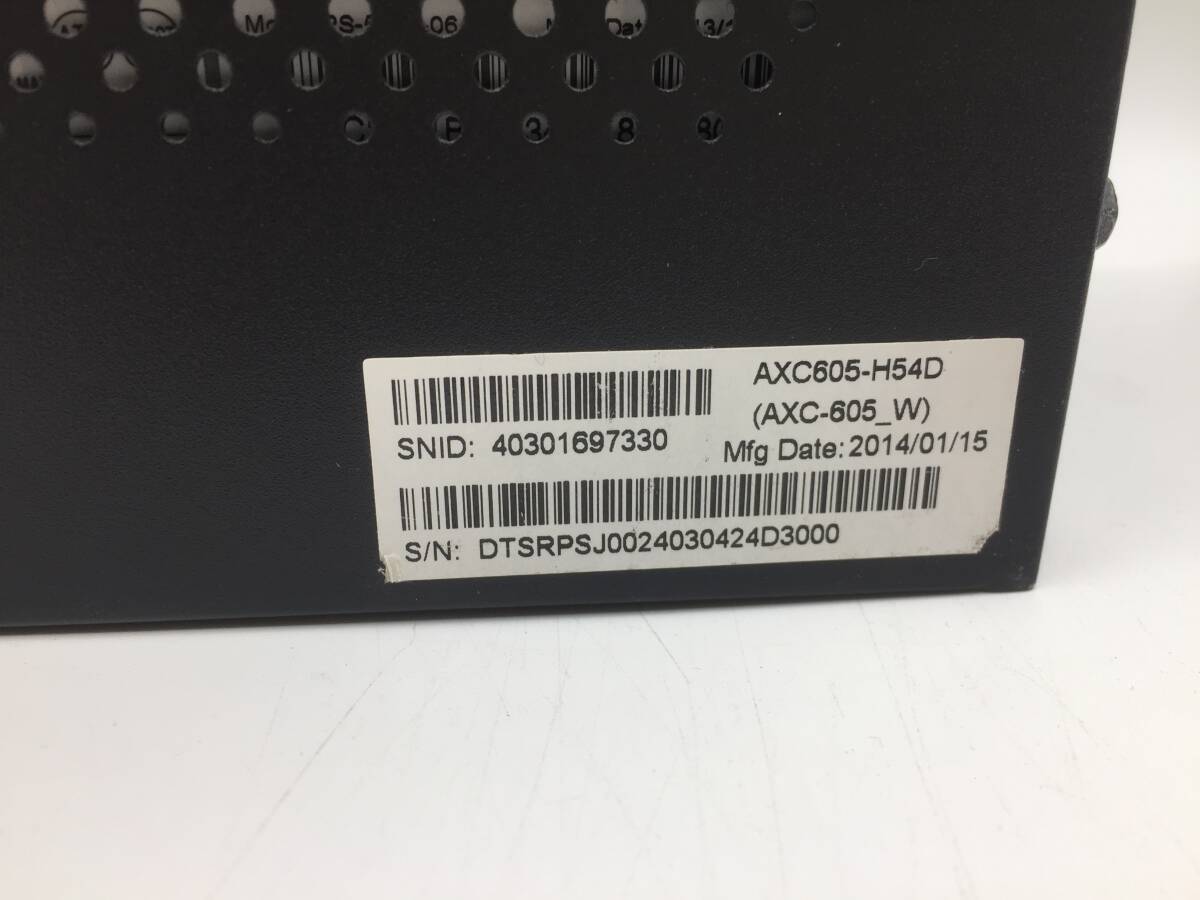 AXC605-H54D
(AXC-605_W)
SNID: 40301697330
Mfg Date: 2014/01/15
S/N: DTSRPSJ0024030424D3000